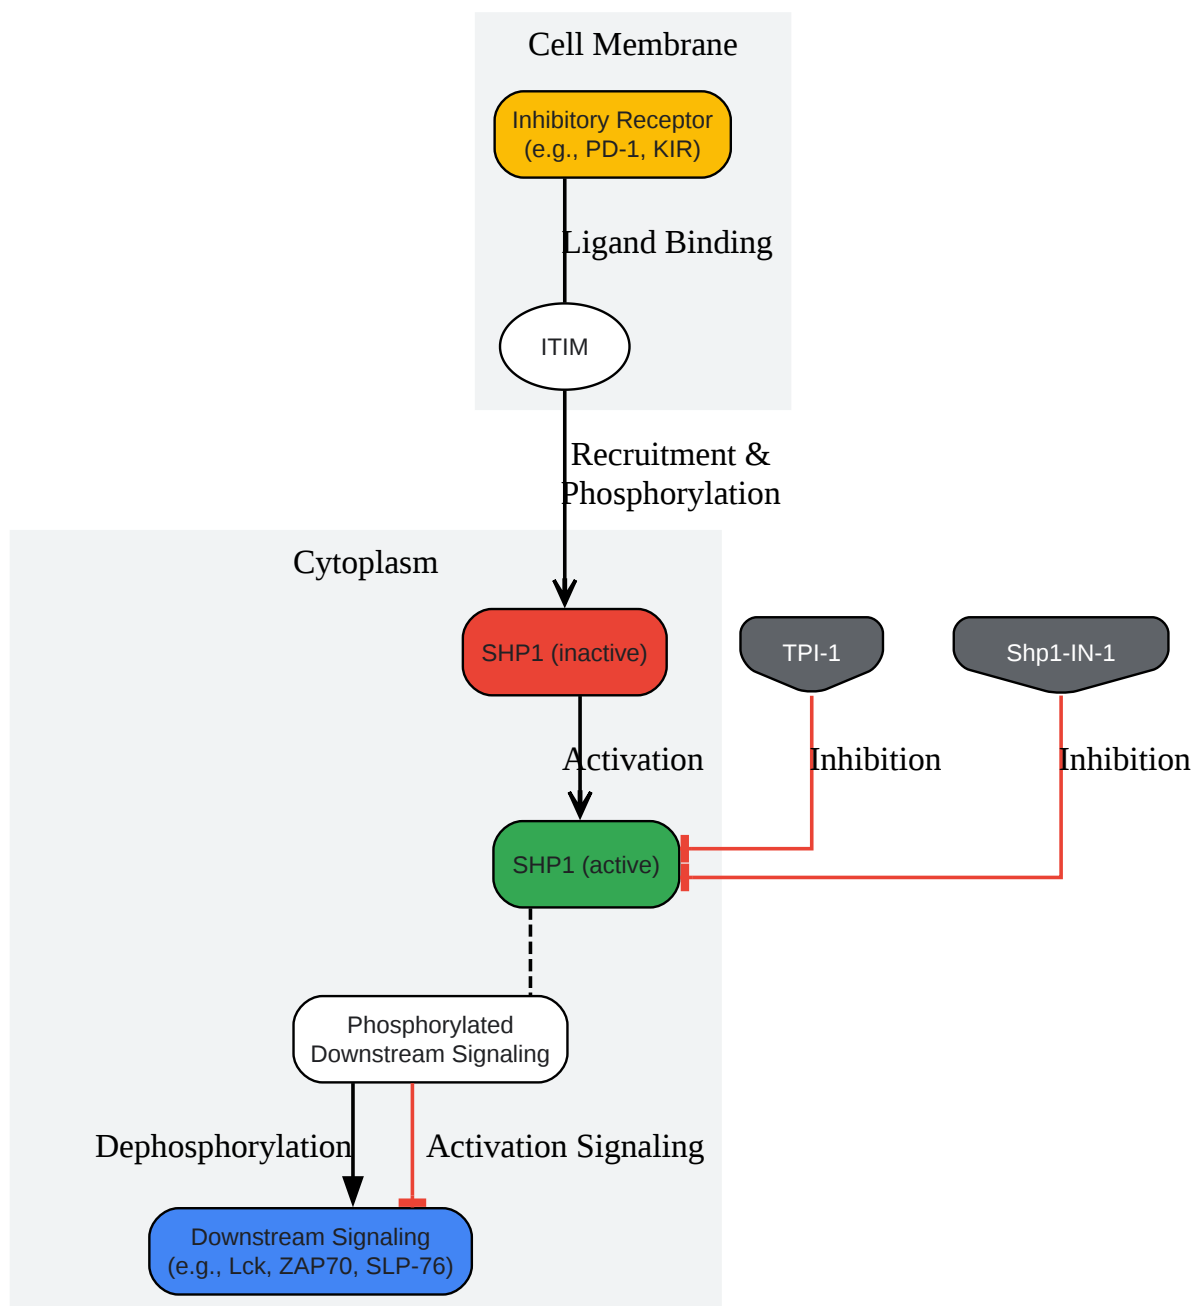 Cell Membrane
Inhibitory Receptor
(e.g., PD-1, KIR)
Ligand Binding
ITIM
Recruitment &
Phosphorylation
Cytoplasm
SHP1 (inactive)
TPI-1
Shp1-IN-1
Activation
Inhibition
Inhibition
SHP1 (active)
Phosphorylated
Downstream Signaling
Dephosphorylation
Activation Signaling
Downstream Signaling
(e.g., Lck, ZAP70, SLP-76)